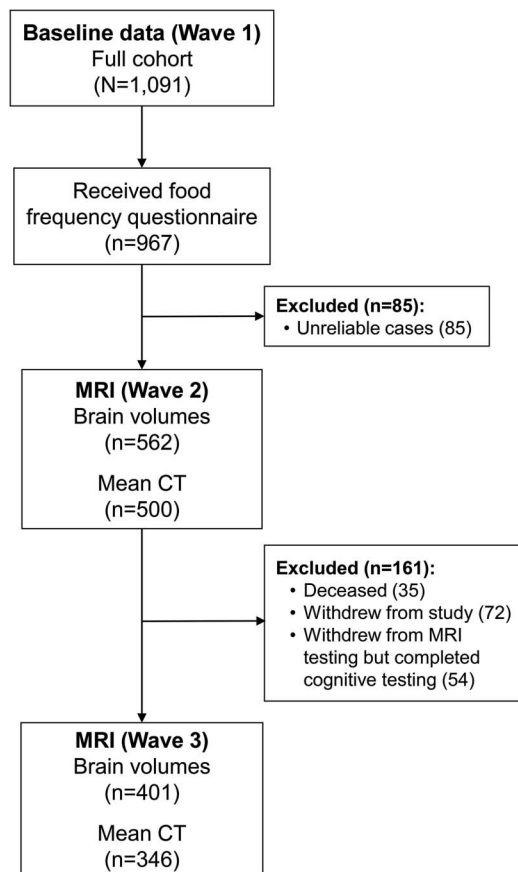 Baseline data (Wave 1)
Full cohort
(N=1,091)
Received food
frequency questionnaire
(n=967)
Excluded (n=85):
• Unreliable cases (85)
MRI (Wave 2)
Brain volumes
(n=562)
Mean CT
(n=500)
Excluded (n=161):
• Deceased (35)
• Withdrew from study (72)
• Withdrew from MRI
testing but completed
cognitive testing (54)
MRI (Wave 3)
Brain volumes
(n=401)
Mean CT
(n=346)